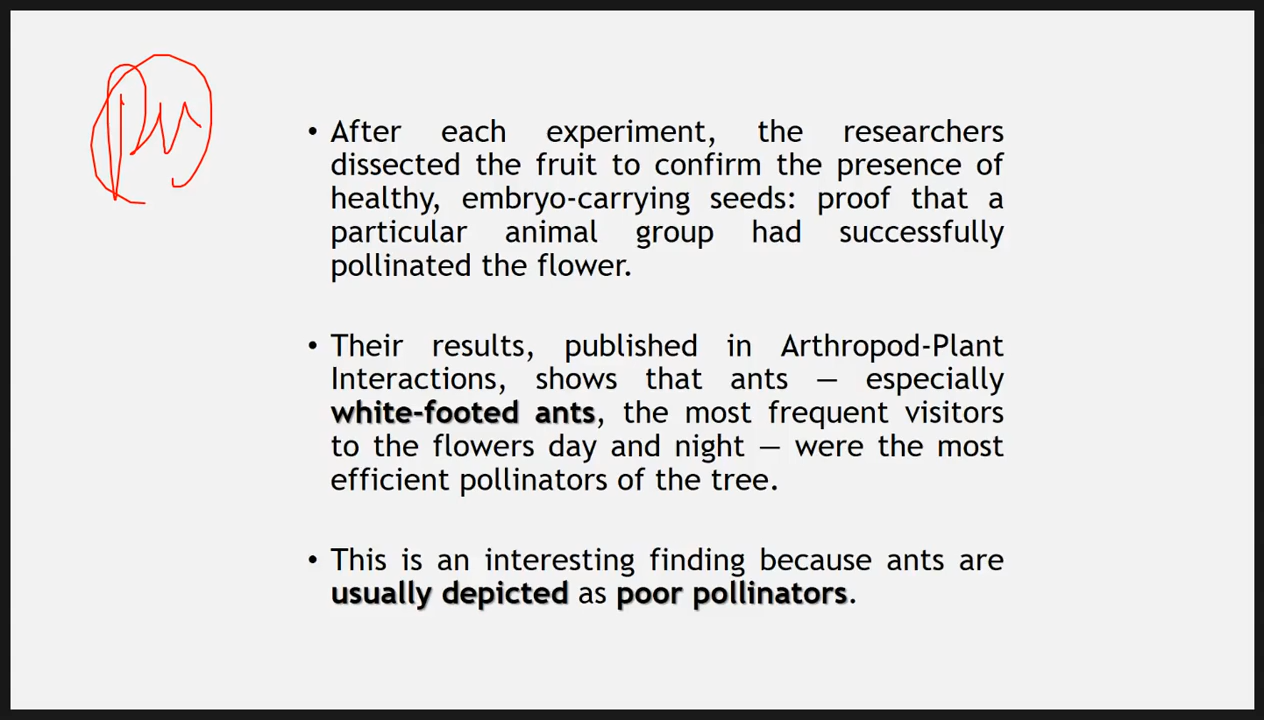 • After each experiment, the researchers
dissected the fruit to confirm the presence of
healthy, embryo-carrying seeds: proof that a
particular animal group had successfully
pollinated the flower.
• Their results, published in Arthropod-Plant
Interactions, shows that ants — especially
white-footed ants, the most frequent visitors
to the flowers day and night — were the most
efficient pollinators of the tree.
• This is an interesting finding because ants are
usually depicted as poor pollinators.